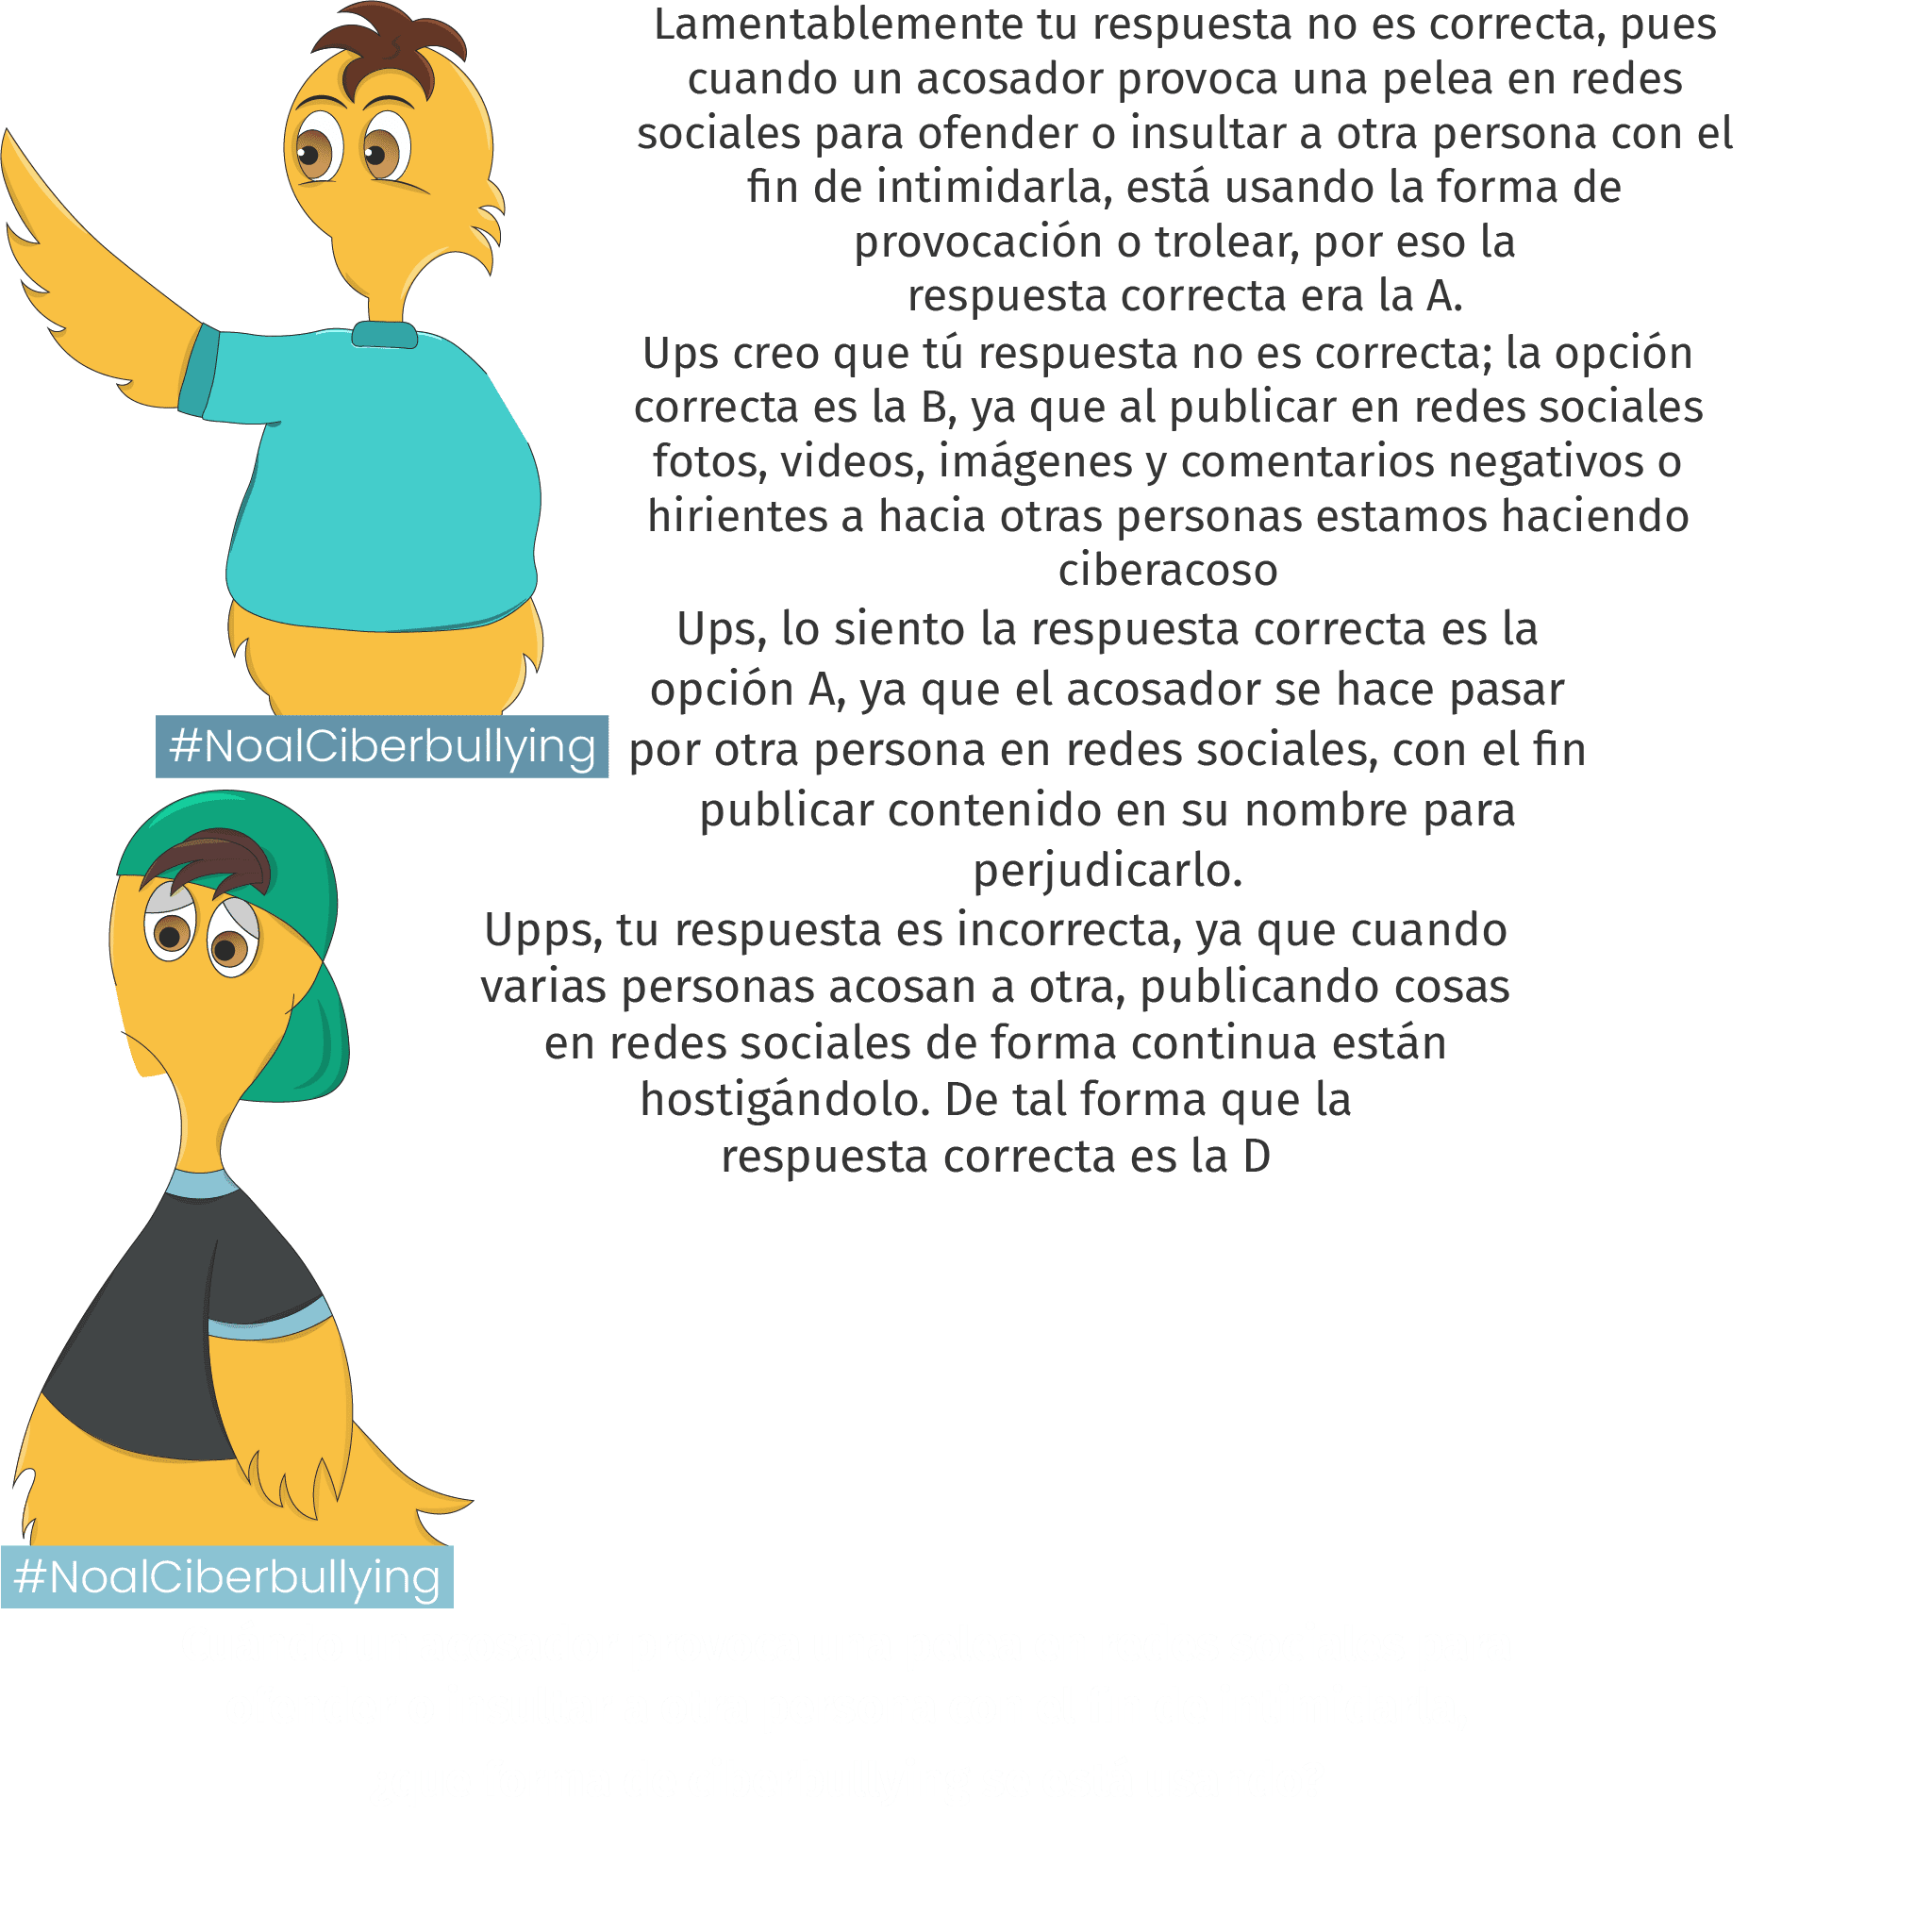 Lamentablemente tu respuesta no es correcta, pues
cuando un acosador provoca una pelea en redes
sociales para ofender o insultar a otra persona con el
fin de intimidarla, está usando la forma de
provocación o trolear, por eso la
respuesta correcta era la A.
Ups creo que tú respuesta no es correcta; la opción
correcta es la B, ya que al publicar en redes sociales
fotos, videos, imágenes y comentarios negativos o
hirientes a hacia otras personas estamos haciendo
ciberacoso
Ups, lo siento la respuesta correcta es la
opción A, ya que el acosador se hace pasar
por otra persona en redes sociales, con el fin
publicar contenido en su nombre para
perjudicarlo.
#NoalCiberbullying
Upps, tu respuesta es incorrecta, ya que cuando
varias personas acosan a otra, publicando cosas
en redes sociales de forma continua están
hostigándolo. De tal forma que la
respuesta correcta es la D
#NoalCiberbullying